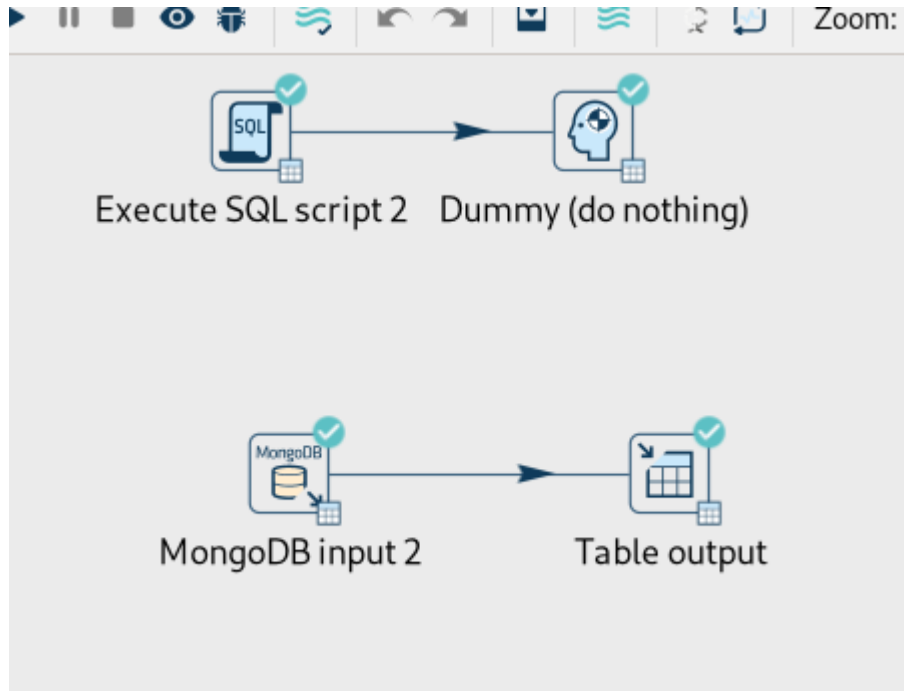 Zoom:
SQL
Execute SQL script 2
Dummy (do nothing)
MongoDB
MongoDB input 2
Table output